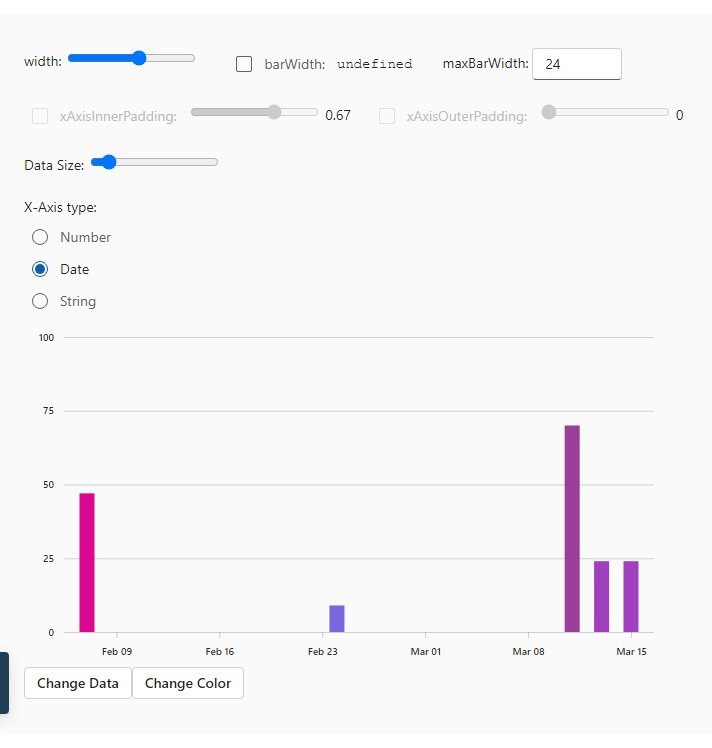 width: barWidth: undefined maxBarWidth: 24
xAxisInnerPadding: 0.67 xAxisOuterPadding: 0
Data Size:
X-Axis type:
Number
Date
String
100
75
50
25
0
Feb 09 Feb 16 Feb 23 Mar 01 Mar 08 Mar 15
Change Data Change Color